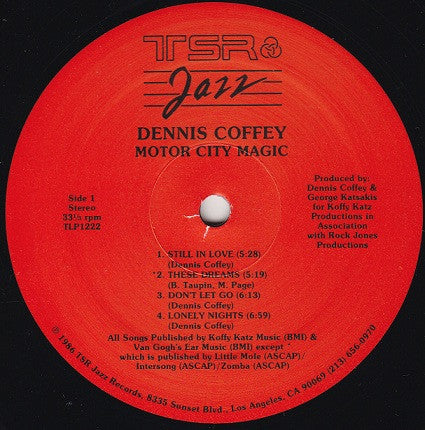 TSR
Jazz
DENNIS COFFEY
MOTOR CITY MAGIC
Side 1
Stereo
33⅓ rpm
TLP1222
Produced by:
Dennis Coffey &
George Katsakis
for Koffy Katz
Productions in
Association
with Rock Jones
Productions
1. STILL IN LOVE (5:28)
(Dennis Coffey)
*2. THESE DREAMS (5:19)
(B. Taupin, M. Page)
3. DON'T LET GO (6:13)
(Dennis Coffey)
4. LONELY NIGHTS (6:59)
(Dennis Coffey)
All Songs Published by Koffy Katz Music (BMI) &
Van Gogh's Ear Music (BMI) except *
which is published by Little Mole (ASCAP)/
Intersong (ASCAP)/Zomba (ASCAP)
℗ 1986 TSR Jazz Records, 8335 Sunset Blvd., Los Angeles, CA 90069 (213) 656-0970